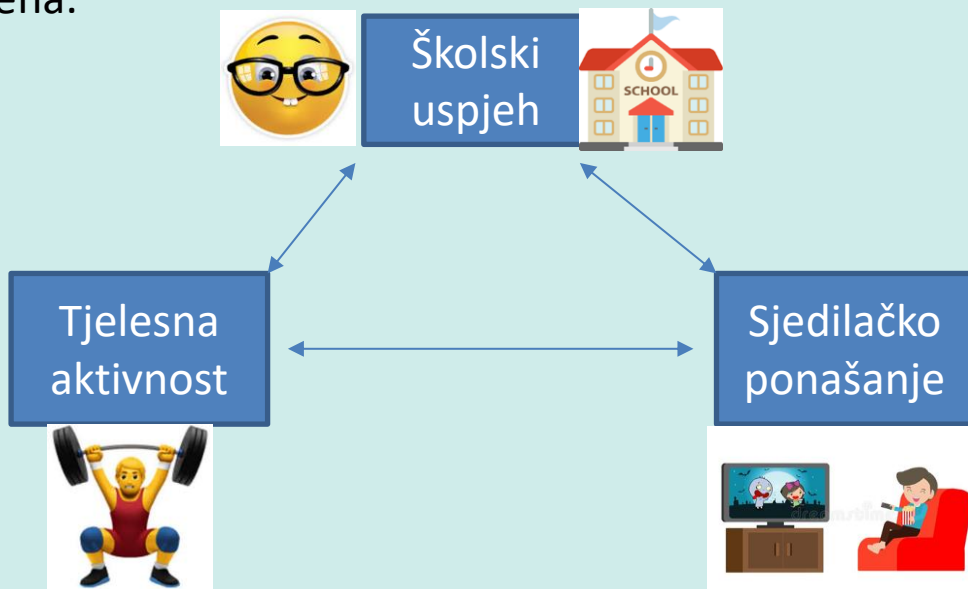 Školski
uspjeh
SCHOOL
Tjelesna
aktivnost
Sjedilačko
ponašanje